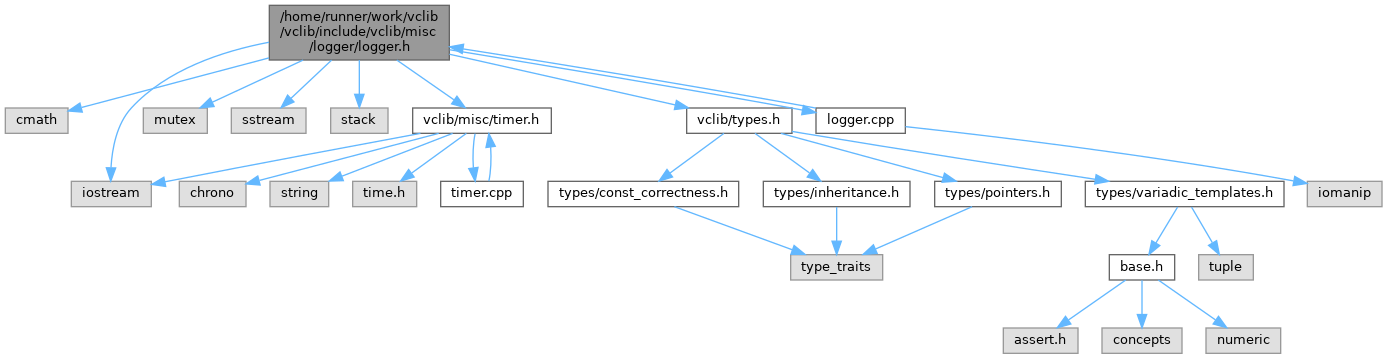 /home/runner/work/vclib
/vclib/include/vclib/misc
/logger/logger.h
cmath
mutex
sstream
stack
vclib/misc/timer.h
vclib/types.h
logger.cpp
iostream
chrono
string
time.h
timer.cpp
types/const_correctness.h
types/inheritance.h
types/pointers.h
types/variadic_templates.h
iomanip
type_traits
base.h
tuple
assert.h
concepts
numeric